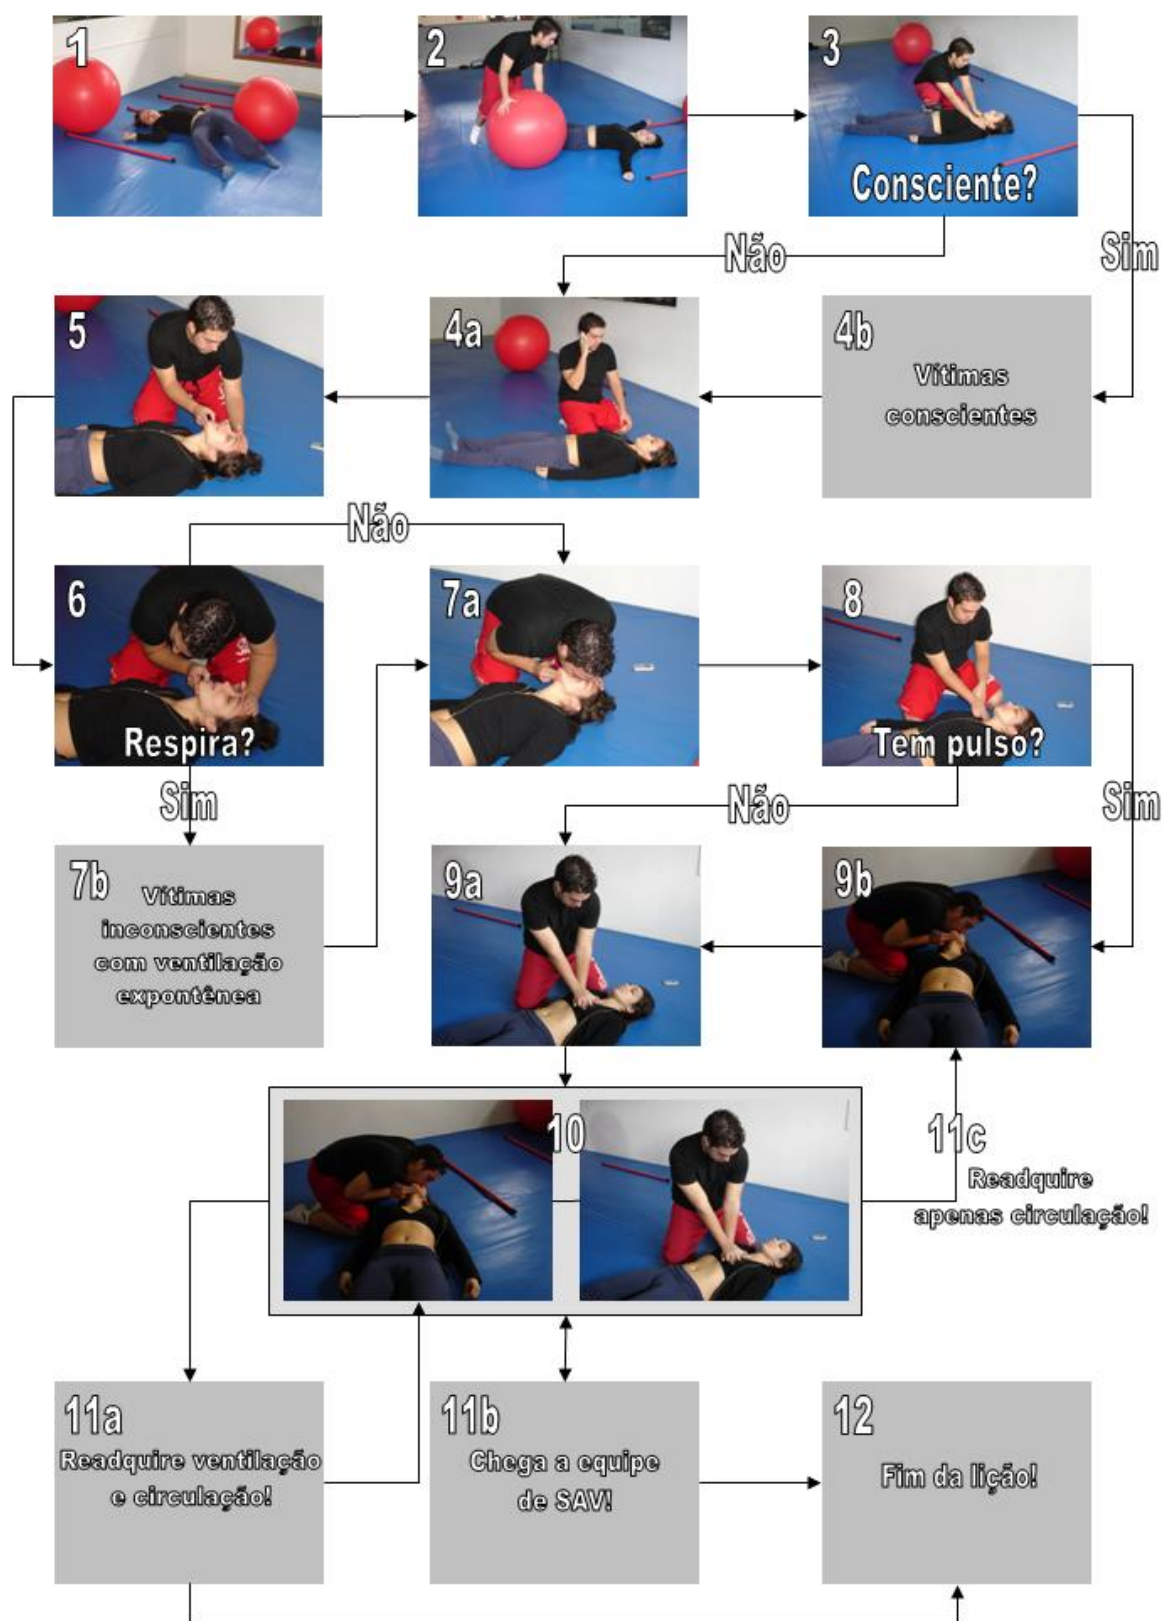 1
2
3
Consciente?
Não
Sim
5
4a
4b
Vítimas
conscientes
Não
6
Respira?
7a
8
Tem pulso?
Sim
Não
Sim
7b
Vítimas
inconscientes
com ventilação
expontênea
9a
9b
10
11c
Readquire
apenas circulação!
11a
Readquire ventilação
e circulação!
11b
Chega a equipe
de SAV!
12
Fim da lição!